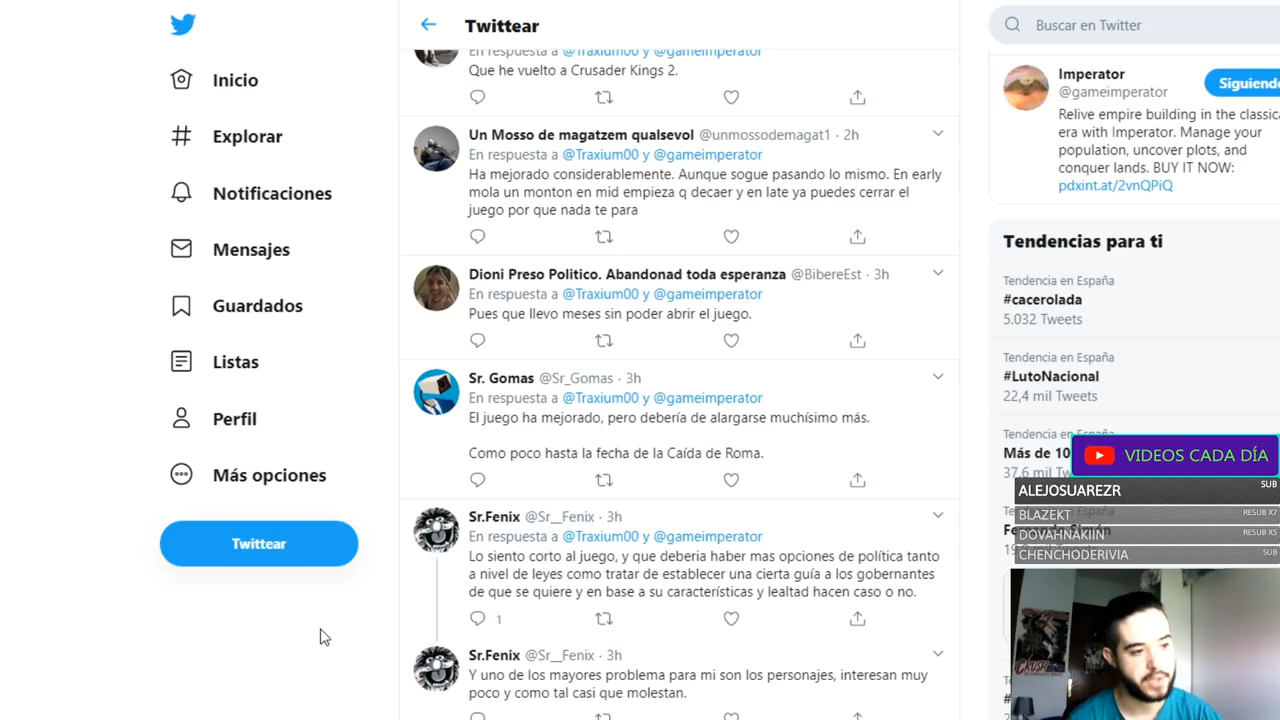 Twittear
Inicio
Explorar
Notificaciones
Mensajes
Guardados
Listas
Perfil
Más opciones
Twittear
En respuesta a @Traxium00 y @gameimperator
Que he vuelto a Crusader Kings 2.
Un Mosso de magatzem qualsevol @unmossodemagat1 · 2h
En respuesta a @Traxium00 y @gameimperator
Ha mejorado considerablemente. Aunque sogue pasando lo mismo. En early
mola un monton en mid empieza q decaer y en late ya puedes cerrar el
juego por que nada te para
Dioni Preso Politico. Abandonad toda esperanza @BibereEst · 3h
En respuesta a @Traxium00 y @gameimperator
Pues que llevo meses sin poder abrir el juego.
Sr. Gomas @Sr_Gomas · 3h
En respuesta a @Traxium00 y @gameimperator
El juego ha mejorado, pero debería de alargarse muchísimo más.
Como poco hasta la fecha de la Caída de Roma.
Sr.Fenix @Sr__Fenix · 3h
En respuesta a @Traxium00 y @gameimperator
Lo siento corto al juego, y que deberia haber mas opciones de política tanto
a nivel de leyes como tratar de establecer una cierta guía a los gobernantes
de que se quiere y en base a su características y lealtad hacen caso o no.
1
Sr.Fenix @Sr__Fenix · 3h
Y uno de los mayores problema para mi son los personajes, interesan muy
poco y como tal casi que molestan.
Buscar en Twitter
Imperator
@gameimperator
Siguiendo
Relive empire building in the classical
era with Imperator. Manage your
population, uncover plots, and
conquer lands. BUY IT NOW:
pdxint.at/2vnQPiQ
Tendencias para ti
Tendencia en España
#cacerolada
5.032 Tweets
Tendencia en España
#LutoNacional
22,4 mil Tweets
Tendencia en España
Más de 10
37,6 mil
VIDEOS CADA DÍA
ALEJOSUAREZR SUB
BLAZEKT RESUB X7
DOVAHNAKIIN RESUB X5
CHENCHODERIVIA SUB